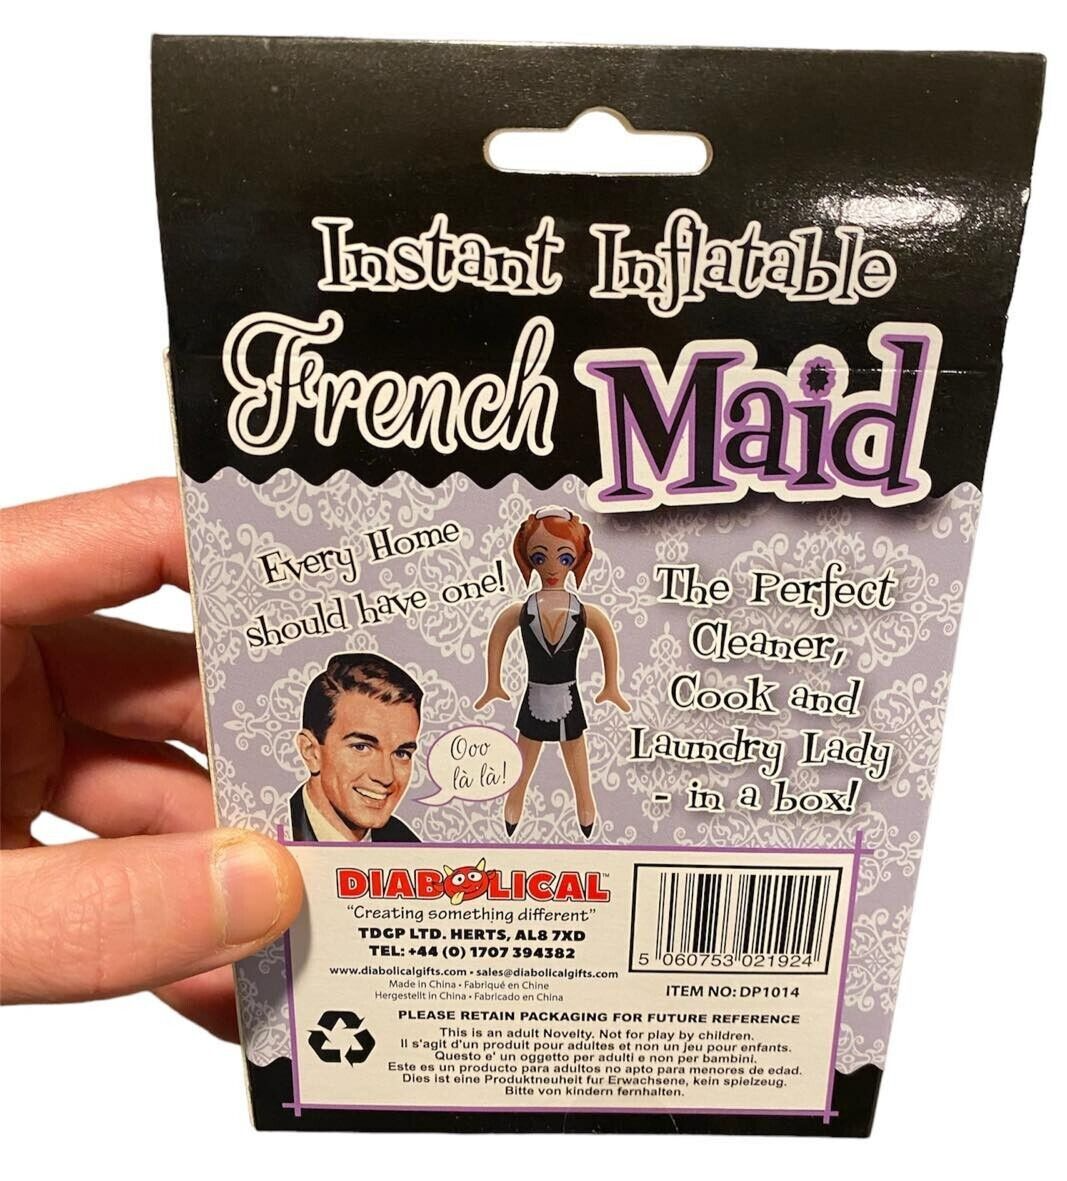 Instant Inflatable
French Maid
Every Home
should have one!
The Perfect
Cleaner,
Cook and
Laundry Lady
- in a box!
Ooo
là là!
DIABOLICAL™
"Creating something different"
TDGP LTD. HERTS, AL8 7XD
TEL: +44 (0) 1707 394382
www.diabolicalgifts.com • sales@diabolicalgifts.com
Made in China • Fabriqué en Chine
Hergestellt in China • Fabricado en China
5 060753 021924
ITEM NO: DP1014
PLEASE RETAIN PACKAGING FOR FUTURE REFERENCE
This is an adult Novelty. Not for play by children.
Il s'agit d'un produit pour adultes et non un jeu pour enfants.
Questo e' un oggetto per adulti e non per bambini.
Este es un producto para adultos no apto para menores de edad.
Dies ist eine Produktneuheit fur Erwachsene, kein spielzeug.
Bitte von kindern fernhalten.